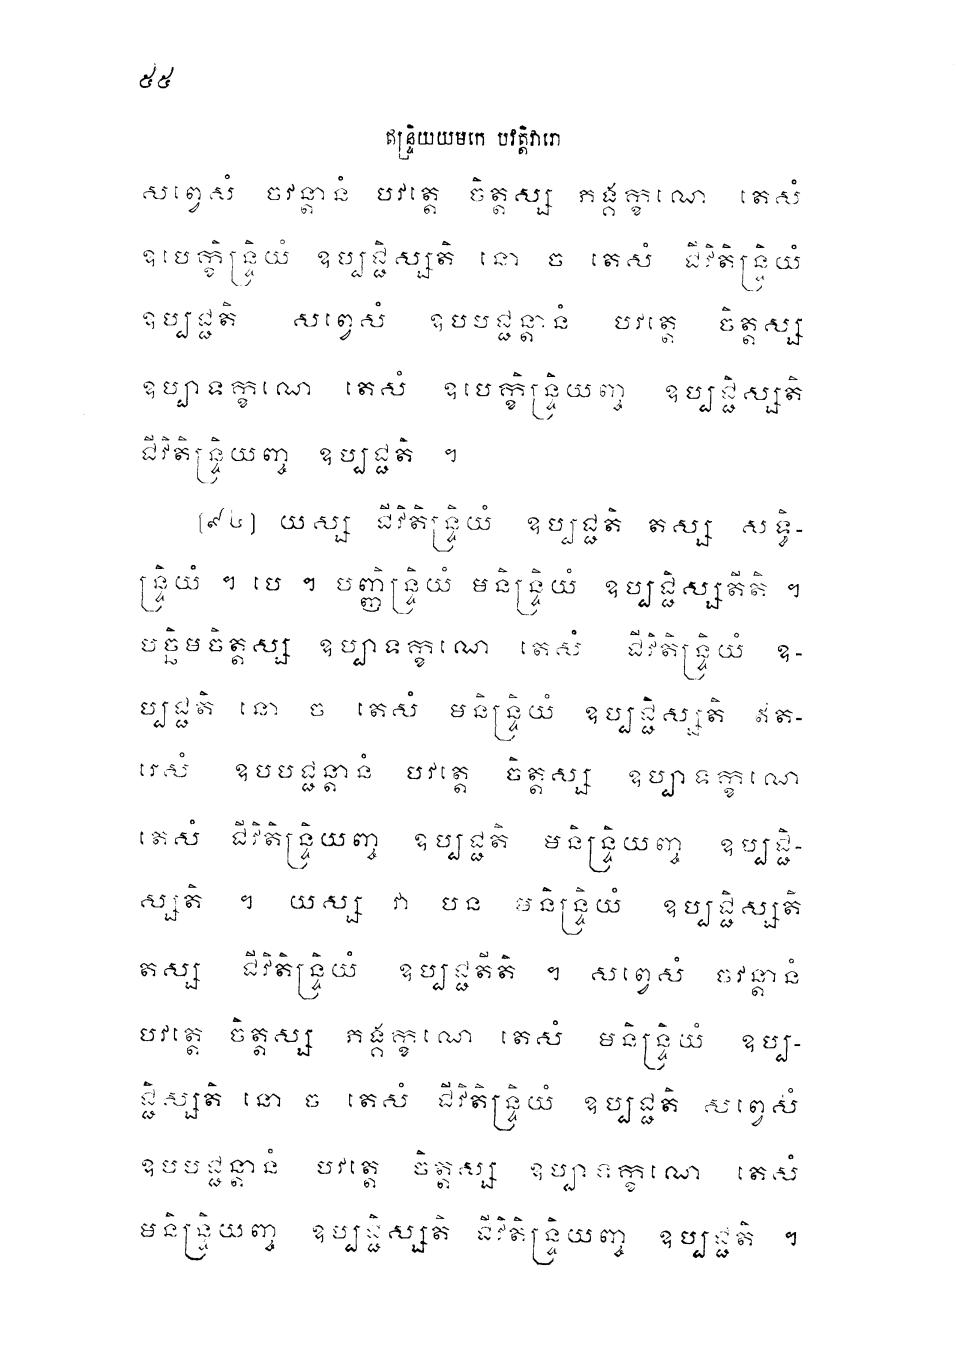 ៥៥
ឥន្ទ្រិយយមកេ បវត្តិវារោ
សព្វេសំ ចវន្តានំ បវត្តេ ចិត្តស្ស ភង្គក្ខណេ តេសំ
ឧបេក្ខិន្ទ្រិយំ ឧប្បជ្ជិស្សតិ នោ ច តេសំ ជីវិតិន្ទ្រិយំ
ឧប្បជ្ជតិ សព្វេសំ ឧបបជ្ជន្តានំ បវត្តេ ចិត្តស្ស
ឧប្បាទក្ខណេ តេសំ ឧបេក្ខិន្ទ្រិយញ្ច ឧប្បជ្ជិស្សតិ
ជីវិតិន្ទ្រិយញ្ច ឧប្បជ្ជតិ ។
[៩៤] យស្ស ជីវិតិន្ទ្រិយំ ឧប្បជ្ជតិ តស្ស សទ្ធិ-
ន្ទ្រិយំ ។ បេ ។ បញ្ញិន្ទ្រិយំ មនិន្ទ្រិយំ ឧប្បជ្ជិស្សតីតិ ។
បច្ឆិមចិត្តស្ស ឧប្បាទក្ខណេ តេសំ ជីវិតិន្ទ្រិយំ ឧ-
ប្បជ្ជតិ នោ ច តេសំ មនិន្ទ្រិយំ ឧប្បជ្ជិស្សតិ ឥត-
រេសំ ឧបបជ្ជន្តានំ បវត្តេ ចិត្តស្ស ឧប្បាទក្ខណេ
តេសំ ជីវិតិន្ទ្រិយញ្ច ឧប្បជ្ជតិ មនិន្ទ្រិយញ្ច ឧប្បជ្ជិ-
ស្សតិ ។ យស្ស វា បន មនិន្ទ្រិយំ ឧប្បជ្ជិស្សតិ
តស្ស ជីវិតិន្ទ្រិយំ ឧប្បជ្ជតីតិ ។ សព្វេសំ ចវន្តានំ
បវត្តេ ចិត្តស្ស ភង្គក្ខណេ តេសំ មនិន្ទ្រិយំ ឧប្ប-
ជ្ជិស្សតិ នោ ច តេសំ ជីវិតិន្ទ្រិយំ ឧប្បជ្ជតិ សព្វេសំ
ឧបបជ្ជន្តានំ បវត្តេ ចិត្តស្ស ឧប្បាទក្ខណេ តេសំ
មនិន្ទ្រិយញ្ច ឧប្បជ្ជិស្សតិ ជីវិតិន្ទ្រិយញ្ច ឧប្បជ្ជតិ ។